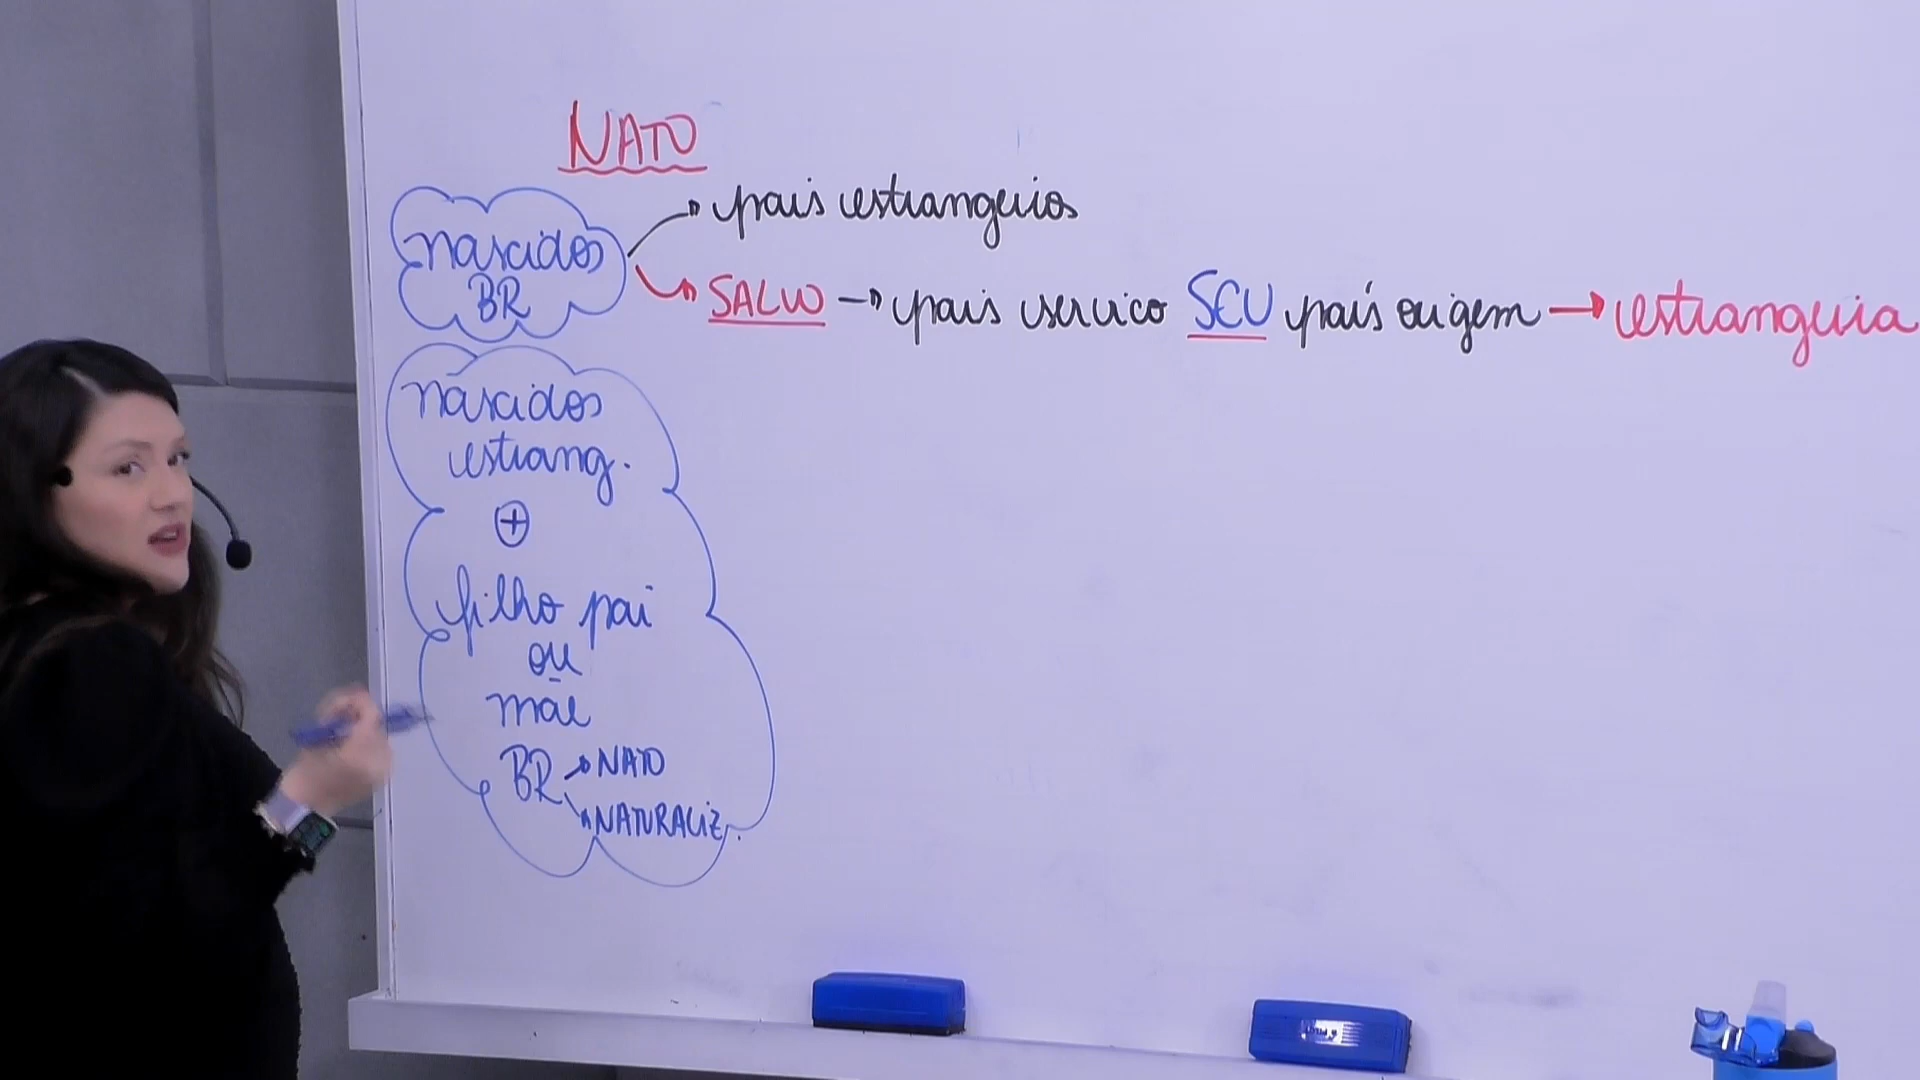 NATO
nascidos
BR
pais estrangeiros
SALVO → pais serviço SEU país origem → estrangeira
nascidos
estrang.
+
filho pai
ou
mãe
BR → NATO
→ NATURALIZ.